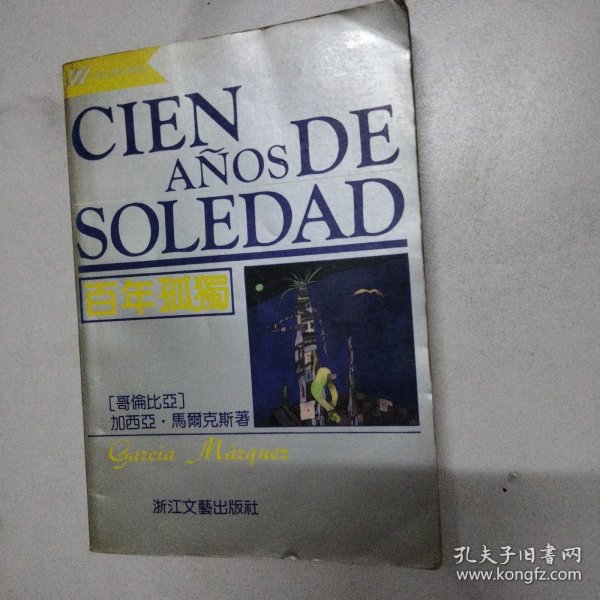 CIEN
AÑOS DE
SOLEDAD
百年孤獨
[哥倫比亞]
加西亞·馬爾克斯著
García Márquez
浙江文藝出版社
孔夫子旧書网
www.kongfz.com